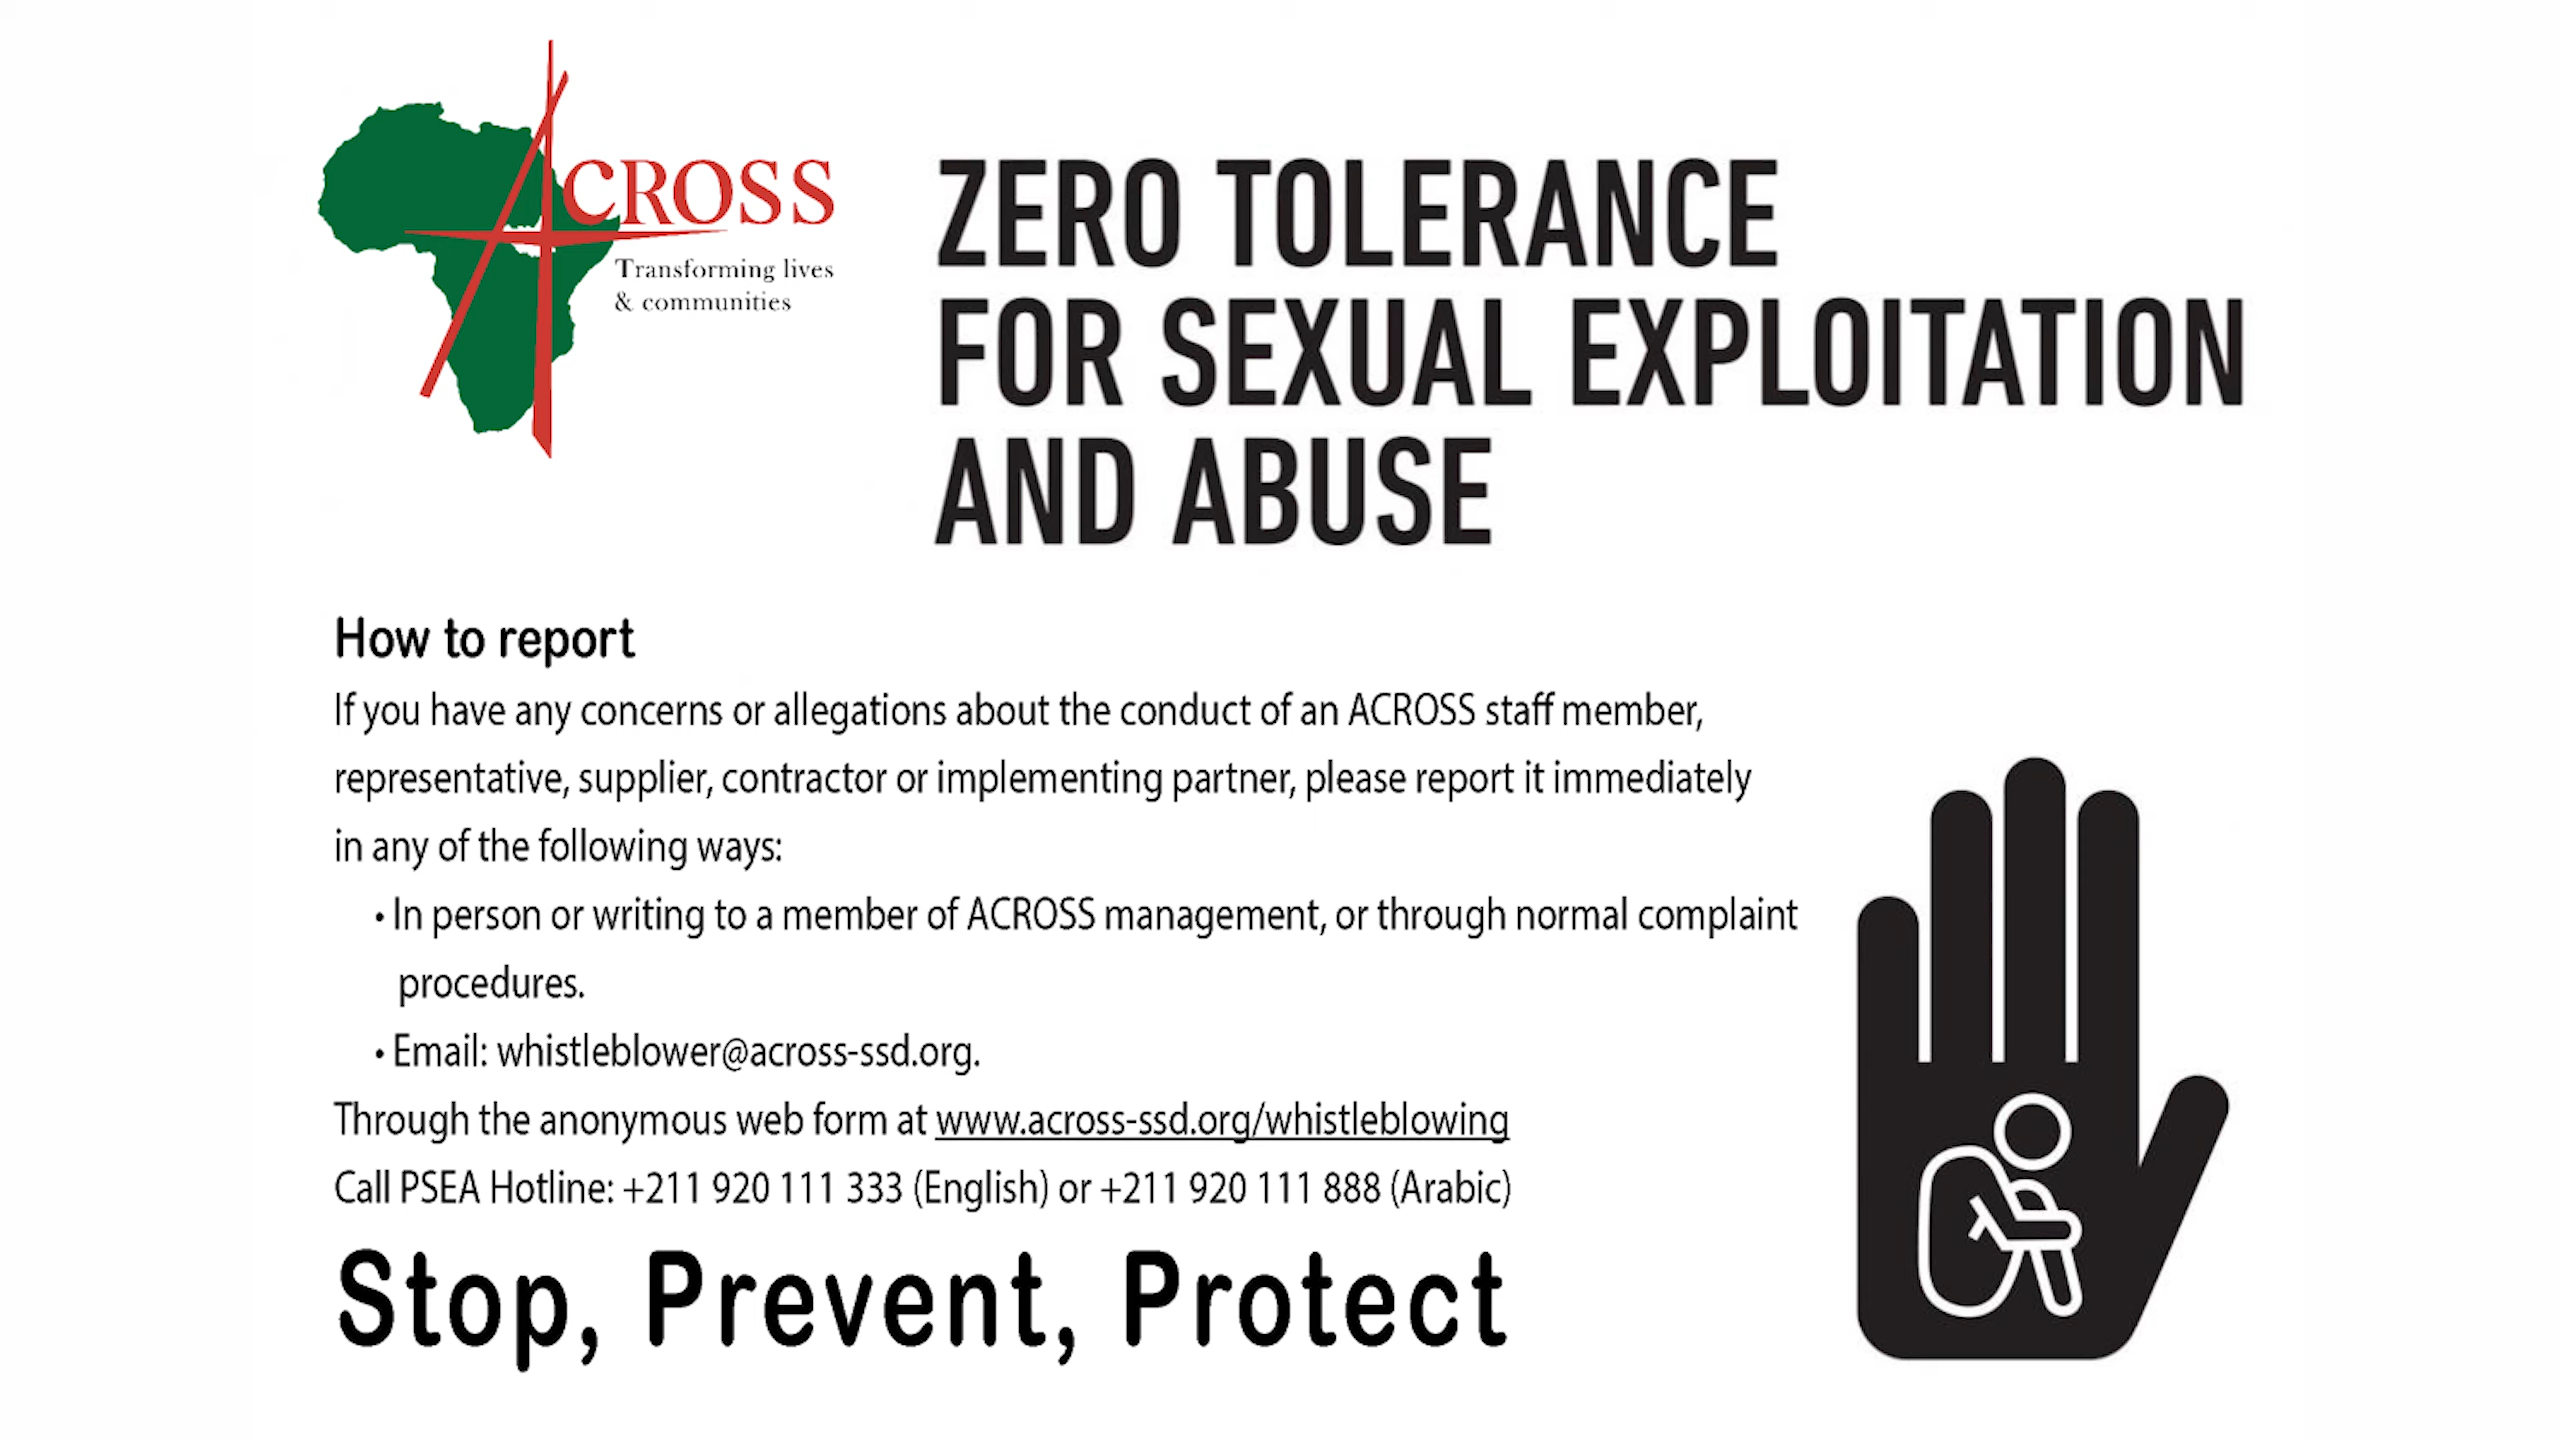 ACROSS
Transforming lives
& communities
ZERO TOLERANCE
FOR SEXUAL EXPLOITATION
AND ABUSE
How to report
If you have any concerns or allegations about the conduct of an ACROSS staff member,
representative, supplier, contractor or implementing partner, please report it immediately
in any of the following ways:
• In person or writing to a member of ACROSS management, or through normal complaint
procedures.
• Email: whistleblower@across-ssd.org.
Through the anonymous web form at www.across-ssd.org/whistleblowing
Call PSEA Hotline: +211 920 111 333 (English) or +211 920 111 888 (Arabic)
Stop, Prevent, Protect